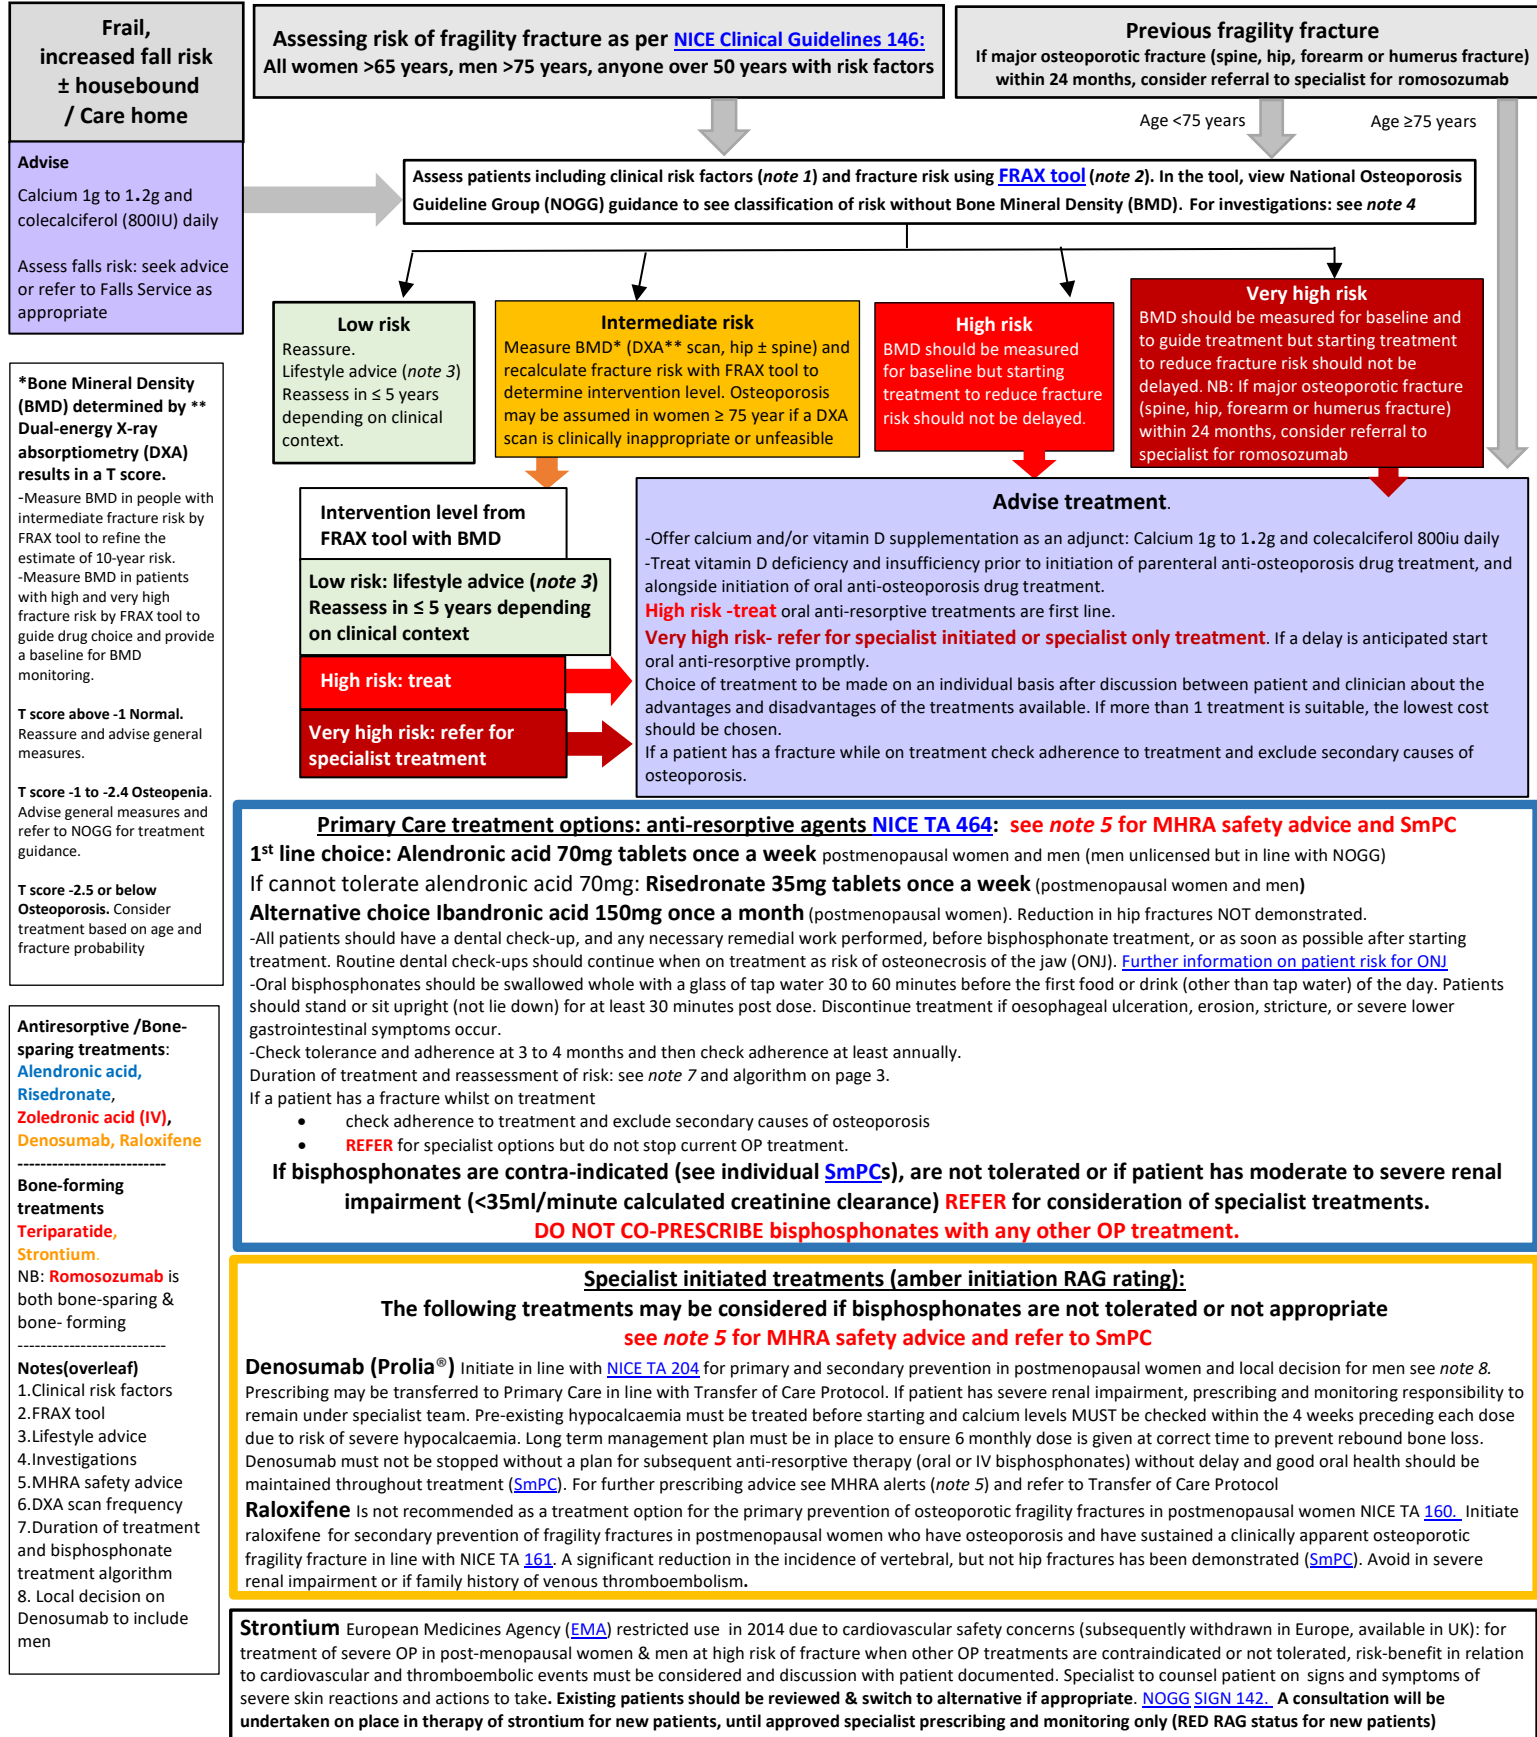 Frail,
increased fall risk
± housebound
/ Care home
Advise
Calcium 1g to 1.2g and
colecalciferol (800IU) daily
Assess falls risk: seek advice
or refer to Falls Service as
appropriate
Assessing risk of fragility fracture as per NICE Clinical Guidelines 146:
All women >65 years, men >75 years, anyone over 50 years with risk factors
Previous fragility fracture
If major osteoporotic fracture (spine, hip, forearm or humerus fracture)
within 24 months, consider referral to specialist for romosozumab
Age <75 years
Age ≥75 years
Assess patients including clinical risk factors (note 1) and fracture risk using FRAX tool (note 2). In the tool, view National Osteoporosis
Guideline Group (NOGG) guidance to see classification of risk without Bone Mineral Density (BMD). For investigations: see note 4
Low risk
Reassure.
Lifestyle advice (note 3)
Reassess in ≤ 5 years
depending on clinical
context.
Intermediate risk
Measure BMD* (DXA** scan, hip ± spine) and
recalculate fracture risk with FRAX tool to
determine intervention level. Osteoporosis
may be assumed in women ≥ 75 year if a DXA
scan is clinically inappropriate or unfeasible
High risk
BMD should be measured
for baseline but starting
treatment to reduce fracture
risk should not be delayed.
Very high risk
BMD should be measured for baseline and
to guide treatment but starting treatment
to reduce fracture risk should not be
delayed. NB: If major osteoporotic fracture
(spine, hip, forearm or humerus fracture)
within 24 months, consider referral to
specialist for romosozumab
*Bone Mineral Density
(BMD) determined by **
Dual-energy X-ray
absorptiometry (DXA)
results in a T score.
-Measure BMD in people with
intermediate fracture risk by
FRAX tool to refine the
estimate of 10-year risk.
-Measure BMD in patients
with high and very high
fracture risk by FRAX tool to
guide drug choice and provide
a baseline for BMD
monitoring.
T score above -1 Normal.
Reassure and advise general
measures.
T score -1 to -2.4 Osteopenia.
Advise general measures and
refer to NOGG for treatment
guidance.
T score -2.5 or below
Osteoporosis. Consider
treatment based on age and
fracture probability
Intervention level from
FRAX tool with BMD
Low risk: lifestyle advice (note 3)
Reassess in ≤ 5 years depending
on clinical context
High risk: treat
Very high risk: refer for
specialist treatment
Advise treatment.
-Offer calcium and/or vitamin D supplementation as an adjunct: Calcium 1g to 1.2g and colecalciferol 800iu daily
-Treat vitamin D deficiency and insufficiency prior to initiation of parenteral anti-osteoporosis drug treatment, and
alongside initiation of oral anti-osteoporosis drug treatment.
High risk -treat oral anti-resorptive treatments are first line.
Very high risk- refer for specialist initiated or specialist only treatment. If a delay is anticipated start
oral anti-resorptive promptly.
Choice of treatment to be made on an individual basis after discussion between patient and clinician about the
advantages and disadvantages of the treatments available. If more than 1 treatment is suitable, the lowest cost
should be chosen.
If a patient has a fracture while on treatment check adherence to treatment and exclude secondary causes of
osteoporosis.
Primary Care treatment options: anti-resorptive agents NICE TA 464: see note 5 for MHRA safety advice and SmPC
1st line choice: Alendronic acid 70mg tablets once a week postmenopausal women and men (men unlicensed but in line with NOGG)
If cannot tolerate alendronic acid 70mg: Risedronate 35mg tablets once a week (postmenopausal women and men)
Alternative choice Ibandronic acid 150mg once a month (postmenopausal women). Reduction in hip fractures NOT demonstrated.
-All patients should have a dental check-up, and any necessary remedial work performed, before bisphosphonate treatment, or as soon as possible after starting
treatment. Routine dental check-ups should continue when on treatment as risk of osteonecrosis of the jaw (ONJ). Further information on patient risk for ONJ
-Oral bisphosphonates should be swallowed whole with a glass of tap water 30 to 60 minutes before the first food or drink (other than tap water) of the day. Patients
should stand or sit upright (not lie down) for at least 30 minutes post dose. Discontinue treatment if oesophageal ulceration, erosion, stricture, or severe lower
gastrointestinal symptoms occur.
-Check tolerance and adherence at 3 to 4 months and then check adherence at least annually.
Duration of treatment and reassessment of risk: see note 7 and algorithm on page 3.
If a patient has a fracture whilst on treatment
• check adherence to treatment and exclude secondary causes of osteoporosis
• REFER for specialist options but do not stop current OP treatment.
If bisphosphonates are contra-indicated (see individual SmPCs), are not tolerated or if patient has moderate to severe renal
impairment (<35ml/minute calculated creatinine clearance) REFER for consideration of specialist treatments.
DO NOT CO-PRESCRIBE bisphosphonates with any other OP treatment.
Antiresorptive /Bone-
sparing treatments:
Alendronic acid,
Risedronate,
Zoledronic acid (IV),
Denosumab, Raloxifene
--------------------------
Bone-forming
treatments
Teriparatide,
Strontium.
NB: Romosozumab is
both bone-sparing &
bone- forming
--------------------------
Notes(overleaf)
1.Clinical risk factors
2.FRAX tool
3.Lifestyle advice
4.Investigations
5.MHRA safety advice
6.DXA scan frequency
7.Duration of treatment
and bisphosphonate
treatment algorithm
8. Local decision on
Denosumab to include
men
Specialist initiated treatments (amber initiation RAG rating):
The following treatments may be considered if bisphosphonates are not tolerated or not appropriate
see note 5 for MHRA safety advice and refer to SmPC
Denosumab (Prolia®) Initiate in line with NICE TA 204 for primary and secondary prevention in postmenopausal women and local decision for men see note 8.
Prescribing may be transferred to Primary Care in line with Transfer of Care Protocol. If patient has severe renal impairment, prescribing and monitoring responsibility to
remain under specialist team. Pre-existing hypocalcaemia must be treated before starting and calcium levels MUST be checked within the 4 weeks preceding each dose
due to risk of severe hypocalcaemia. Long term management plan must be in place to ensure 6 monthly dose is given at correct time to prevent rebound bone loss.
Denosumab must not be stopped without a plan for subsequent anti-resorptive therapy (oral or IV bisphosphonates) without delay and good oral health should be
maintained throughout treatment (SmPC). For further prescribing advice see MHRA alerts (note 5) and refer to Transfer of Care Protocol
Raloxifene Is not recommended as a treatment option for the primary prevention of osteoporotic fragility fractures in postmenopausal women NICE TA 160. Initiate
raloxifene for secondary prevention of fragility fractures in postmenopausal women who have osteoporosis and have sustained a clinically apparent osteoporotic
fragility fracture in line with NICE TA 161. A significant reduction in the incidence of vertebral, but not hip fractures has been demonstrated (SmPC). Avoid in severe
renal impairment or if family history of venous thromboembolism.
Strontium European Medicines Agency (EMA) restricted use in 2014 due to cardiovascular safety concerns (subsequently withdrawn in Europe, available in UK): for
treatment of severe OP in post-menopausal women & men at high risk of fracture when other OP treatments are contraindicated or not tolerated, risk-benefit in relation
to cardiovascular and thromboembolic events must be considered and discussion with patient documented. Specialist to counsel patient on signs and symptoms of
severe skin reactions and actions to take. Existing patients should be reviewed & switch to alternative if appropriate. NOGG SIGN 142. A consultation will be
undertaken on place in therapy of strontium for new patients, until approved specialist prescribing and monitoring only (RED RAG status for new patients)